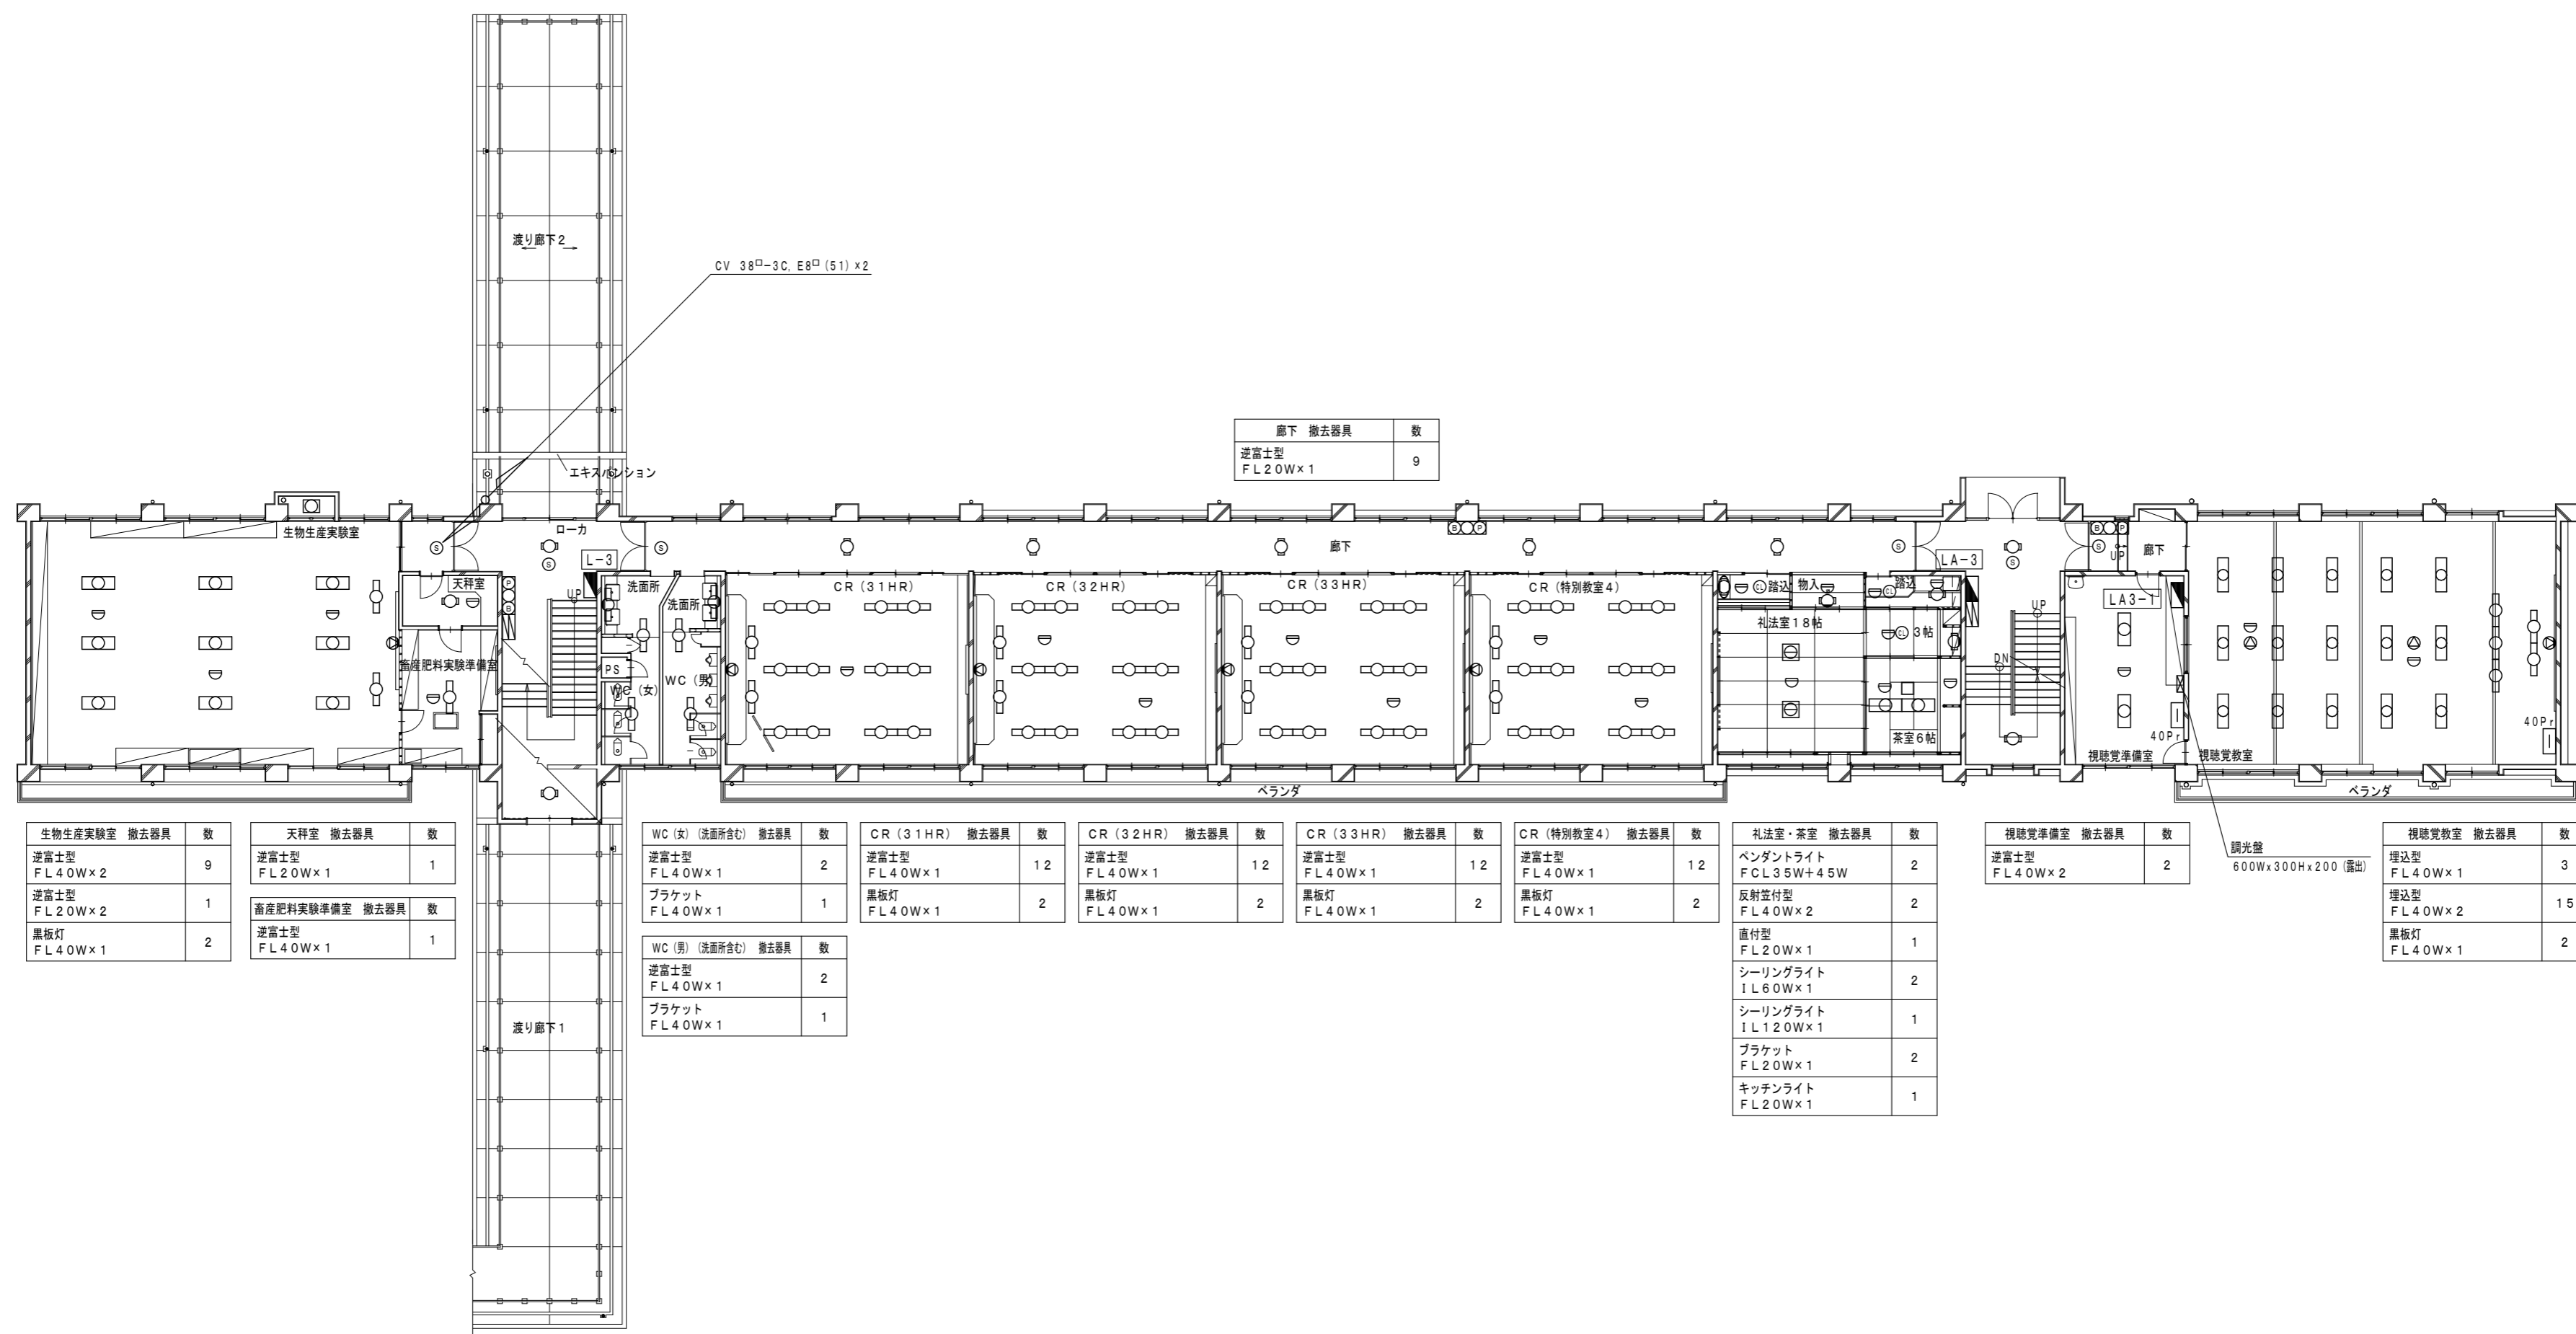 渡り廊下2
CV 38□-3C, E8□ (51) ×2
エキスパンション
廊下 撤去器具 数
逆富士型
FL20W×1 9
生物生産実験室
ローカ
L-3
天秤室
UP
畜産肥料実験準備室
洗面所
洗面所
PS
WC(女)
WC(男)
廊下
CR(31HR)
CR(32HR)
CR(33HR)
CR(特別教室4)
踏込
物入
踏込
礼法室18帖
3帖
茶室6帖
LA-3
UP
DN
UP
廊下
LA3-1
40Pr
視聴覚準備室
視聴覚教室
40Pr
ベランダ
ベランダ
調光盤
600Wx300Hx200(露出)
生物生産実験室 撤去器具 数
逆富士型
FL40W×2 9
逆富士型
FL20W×2 1
黒板灯
FL40W×1 2
天秤室 撤去器具 数
逆富士型
FL20W×1 1
畜産肥料実験準備室 撤去器具 数
逆富士型
FL40W×1 1
WC(女)(洗面所含む) 撤去器具 数
逆富士型
FL40W×1 2
ブラケット
FL40W×1 1
WC(男)(洗面所含む) 撤去器具 数
逆富士型
FL40W×1 2
ブラケット
FL40W×1 1
CR(31HR) 撤去器具 数
逆富士型
FL40W×1 12
黒板灯
FL40W×1 2
CR(32HR) 撤去器具 数
逆富士型
FL40W×1 12
黒板灯
FL40W×1 2
CR(33HR) 撤去器具 数
逆富士型
FL40W×1 12
黒板灯
FL40W×1 2
CR(特別教室4) 撤去器具 数
逆富士型
FL40W×1 12
黒板灯
FL40W×1 2
礼法室・茶室 撤去器具 数
ペンダントライト
FCL35W+45W 2
反射笠付型
FL40W×2 2
直付型
FL20W×1 1
シーリングライト
IL60W×1 2
シーリングライト
IL120W×1 1
ブラケット
FL20W×1 2
キッチンライト
FL20W×1 1
視聴覚準備室 撤去器具 数
逆富士型
FL40W×2 2
視聴覚教室 撤去器具 数
埋込型
FL40W×1 3
埋込型
FL40W×2 15
黒板灯
FL40W×1 2
渡り廊下1